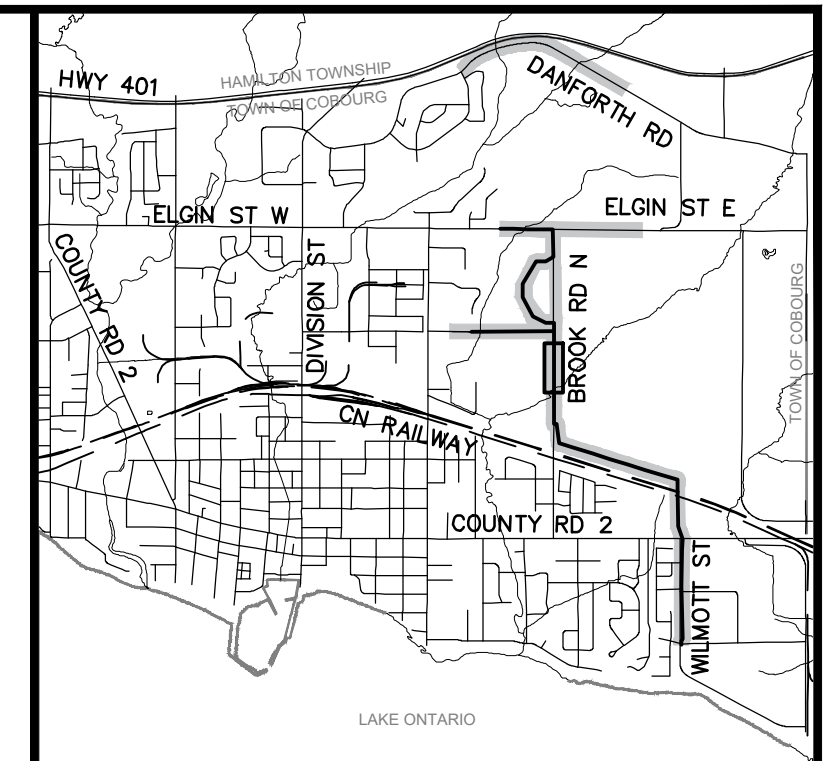 HWY 401
HAMILTON TOWNSHIP
TOWN OF COBOURG
DANFORTH RD
ELGIN ST W
ELGIN ST E
COUNTY RD 2
DIVISION ST
BROOK RD N
TOWN OF COBOURG
CN RAILWAY
COUNTY RD 2
WILMOTT ST
LAKE ONTARIO